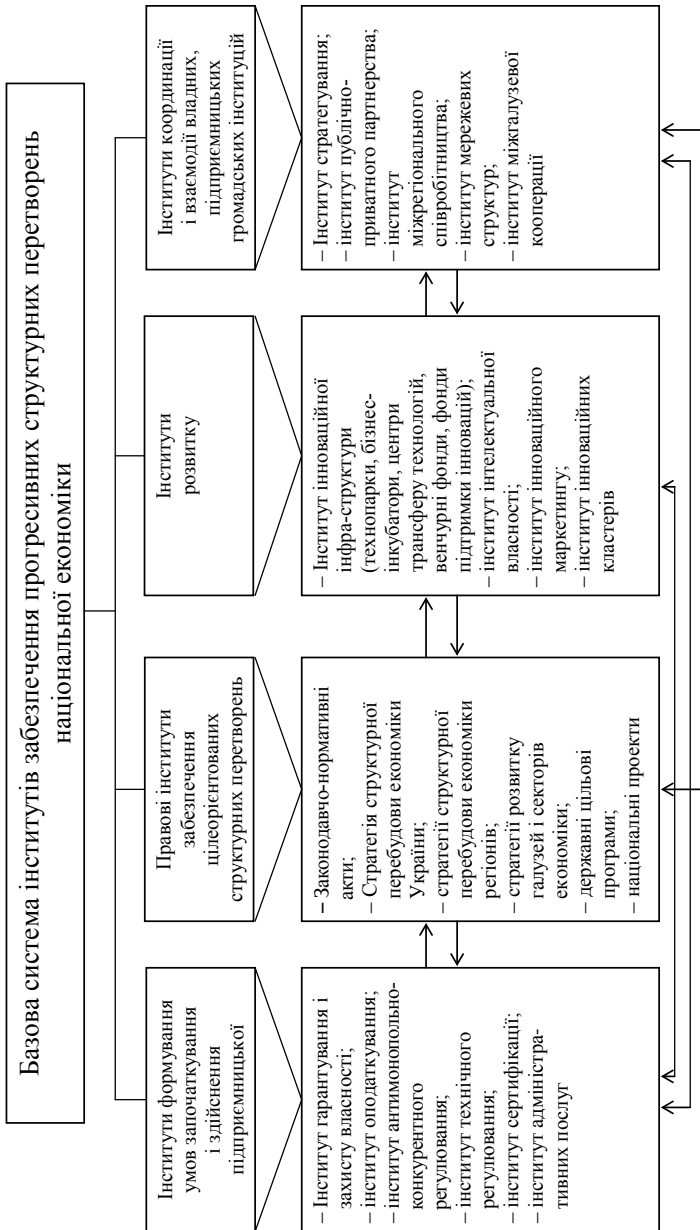 Базова система інститутів забезпечення прогресивних структурних перетворень
національної економіки
Інститути формування
умов започаткування
і здійснення
підприємницької
Правові інститути
забезпечення
цілеорієнтованих
структурних перетворень
Інститути
розвитку
Інститути координації
і взаємодії владних,
підприємницьких
громадських інституцій
– Інститут гарантування і
захисту власності;
– інститут оподаткування;
– інститут антимонопольно-
конкурентного
регулювання;
– інститут технічного
регулювання;
– інститут сертифікації;
– інститут адміністра-
тивних послуг
– Законодавчо-нормативні
акти;
– Стратегія структурної
перебудови економіки
України;
– стратегії структурної
перебудови економіки
регіонів;
– стратегії розвитку
галузей і секторів
економіки;
– державні цільові
програми;
– національні проекти
– Інститут інноваційної
інфра-структури
(технопарки, бізнес-
інкубатори, центри
трансферу технологій,
венчурні фонди, фонди
підтримки інновацій);
– інститут інтелектуальної
власності;
– інститут інноваційного
маркетингу;
– інститут інноваційних
кластерів
– Інститут стратегування;
– інститут публічно-
приватного партнерства;
– інститут
міжрегіонального
співробітництва;
– інститут мережевих
структур;
– інститут міжгалузевої
кооперації